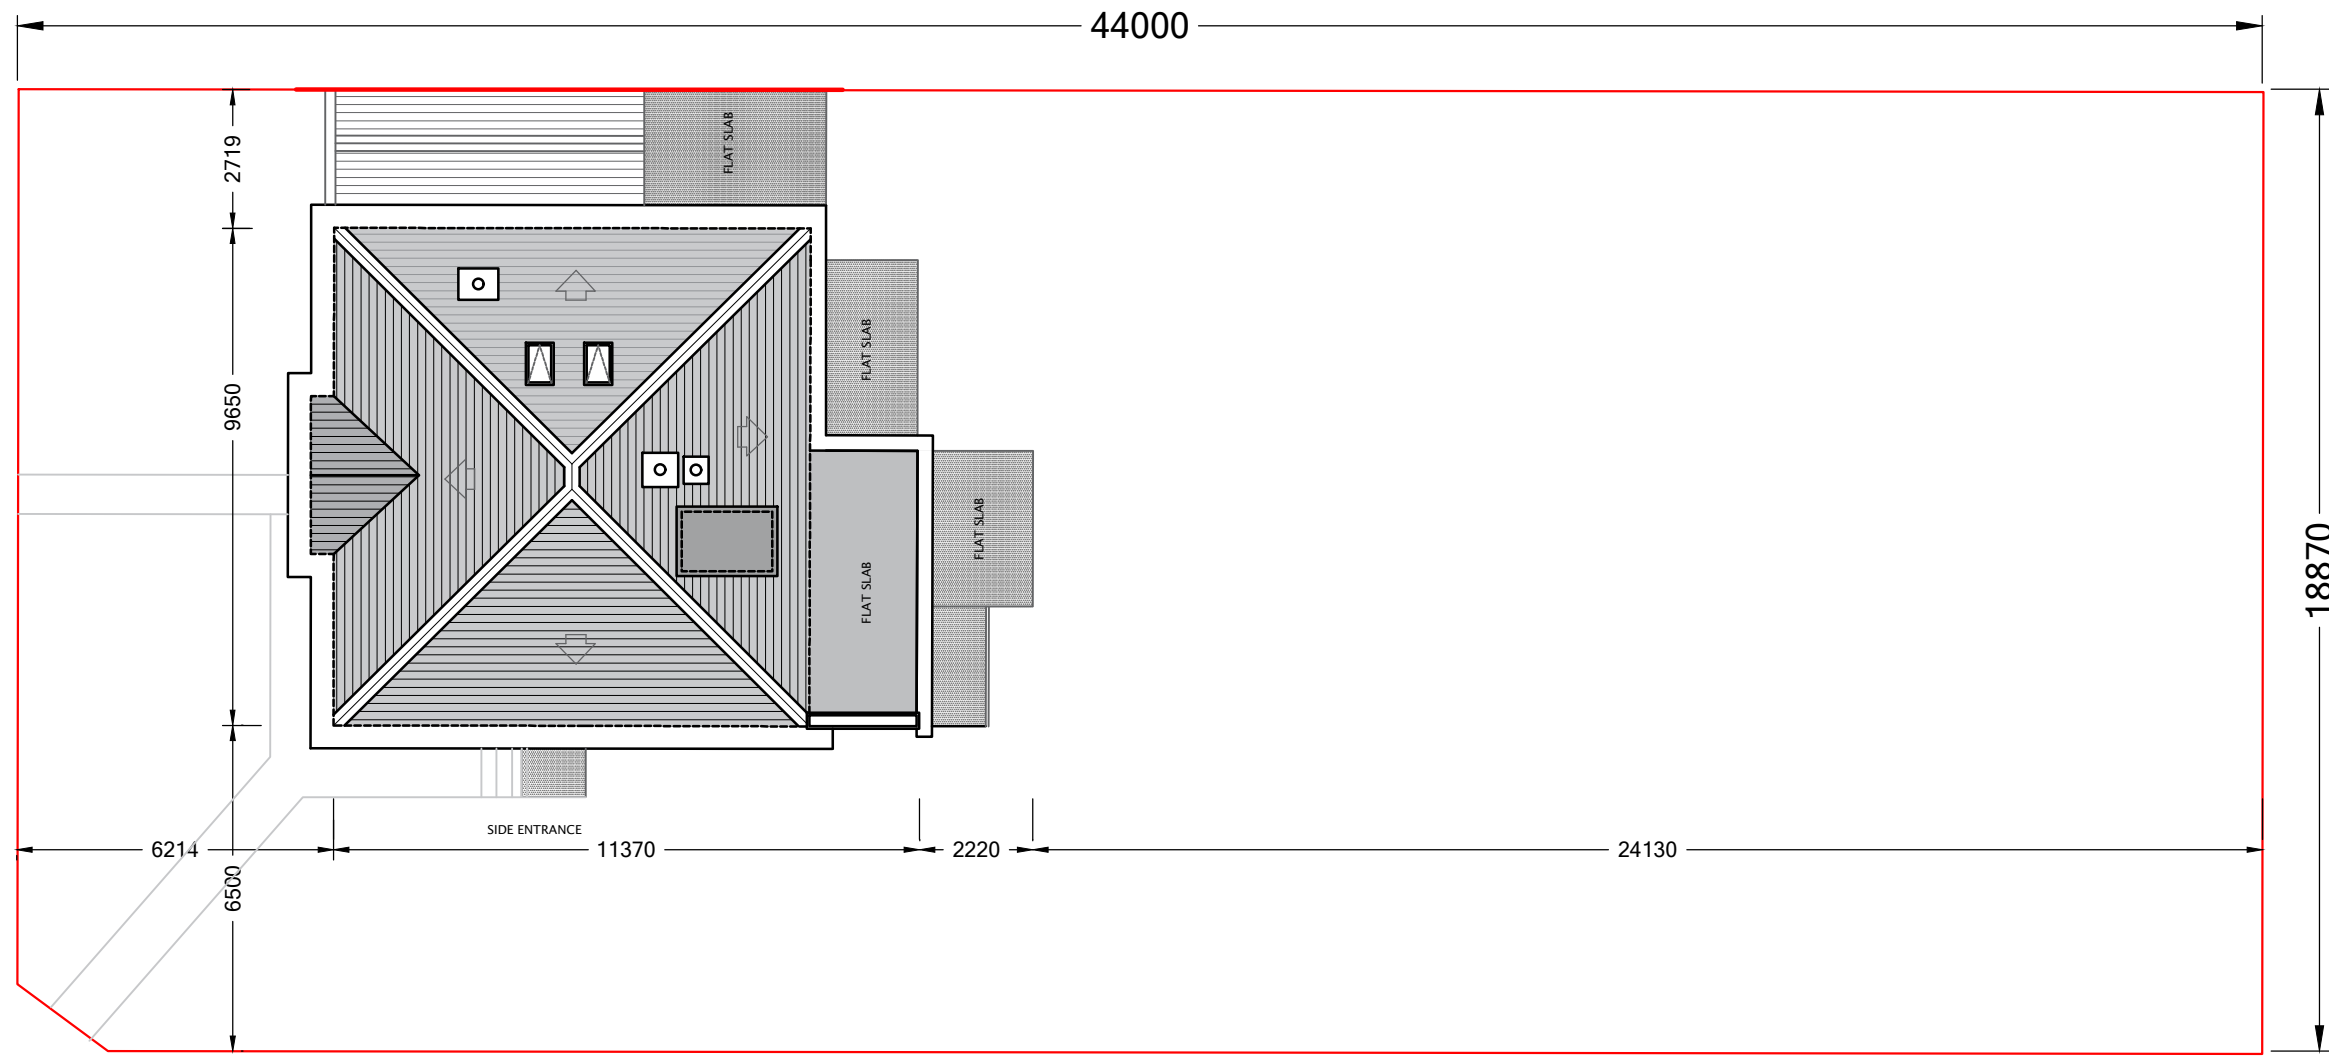 44000
2719
FLAT SLAB
FLAT SLAB
9650
FLAT SLAB
FLAT SLAB
18870
SIDE ENTRANCE
6214
11370
2220
24130
6500